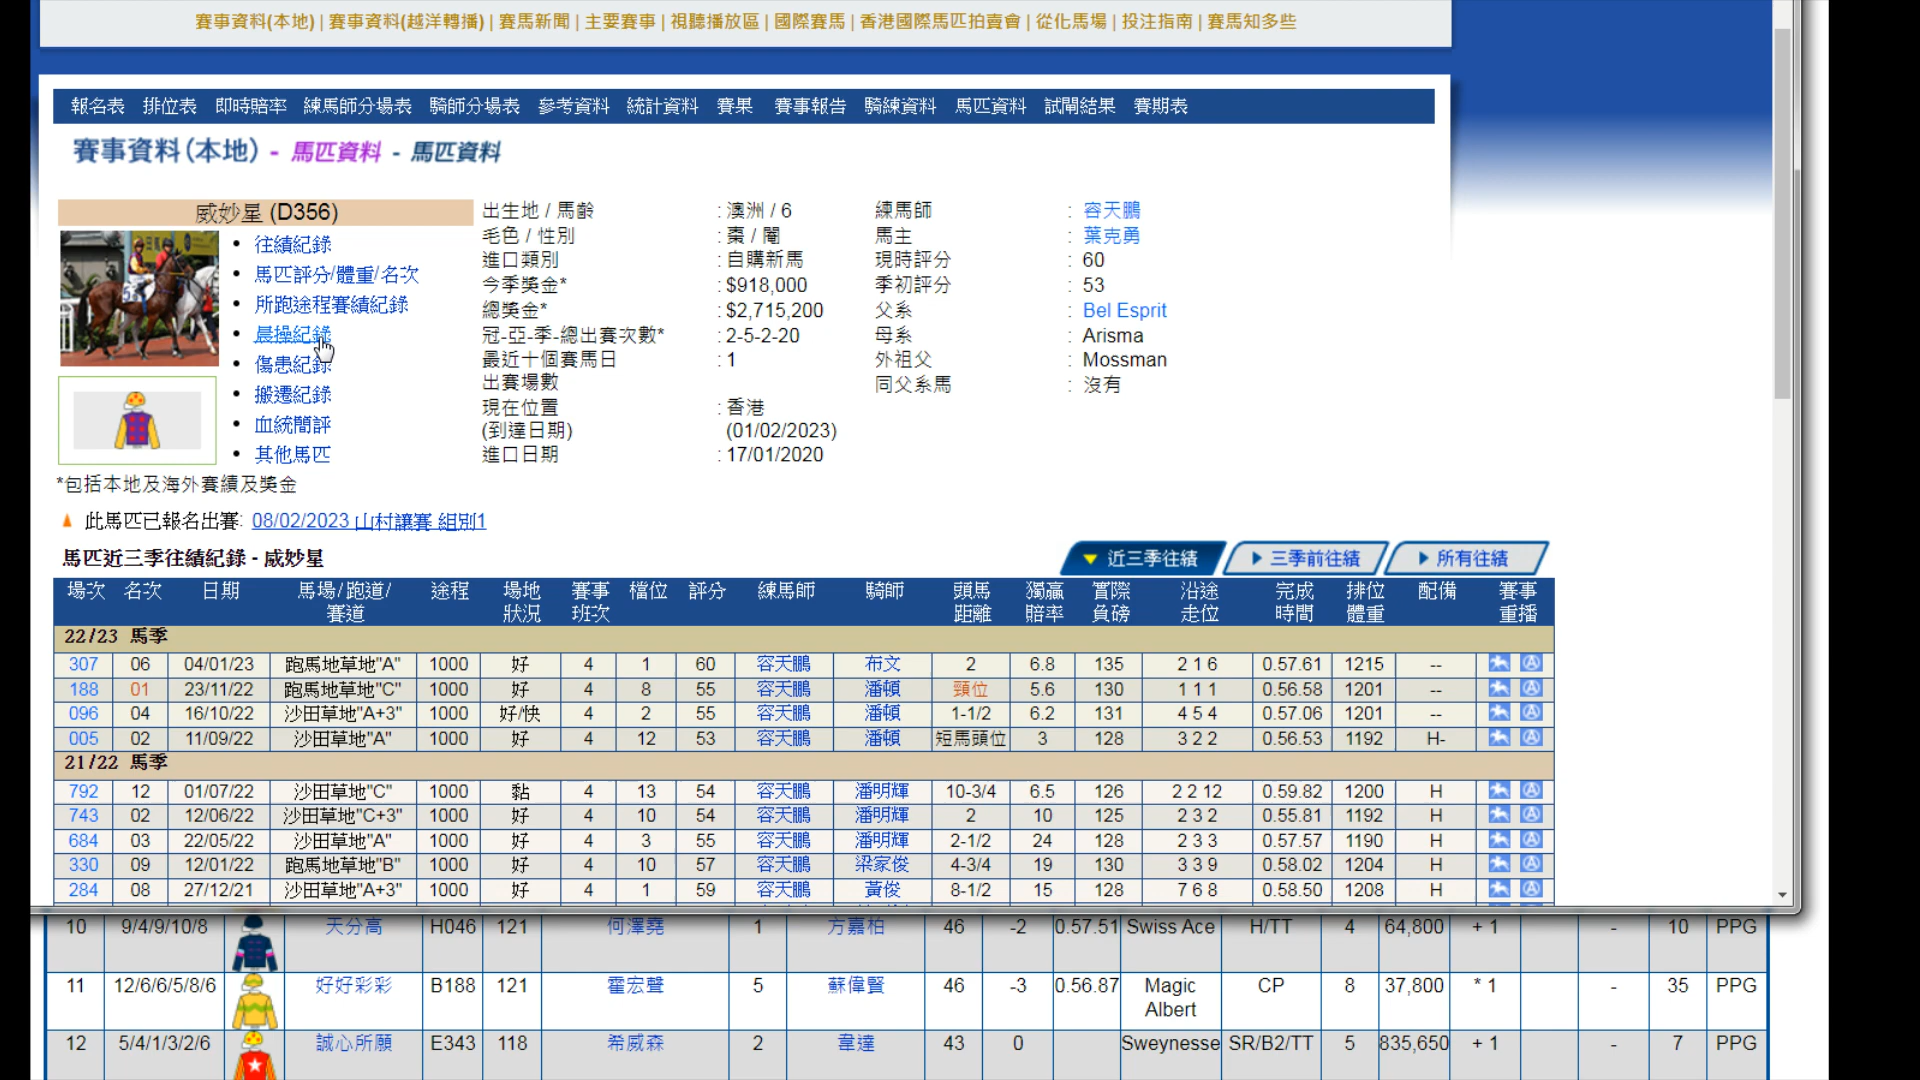 賽事資料(本地) | 賽事資料(越洋轉播) | 賽馬新聞 | 主要賽事 | 視聽播放區 | 國際賽馬 | 香港國際馬匹拍賣會 | 從化馬場 | 投注指南 | 賽馬知多些
報名表 排位表 即時賠率 練馬師分場表 騎師分場表 參考資料 統計資料 賽果 賽事報告 騎練資料 馬匹資料 試閘結果 賽期表
賽事資料(本地) - 馬匹資料 - 馬匹資料
威妙星 (D356)
• 往績紀錄
• 馬匹評分/體重/名次
• 所跑途程賽績紀錄
• 晨操紀錄
• 傷患紀錄
• 搬遷紀錄
• 血統簡評
• 其他馬匹
出生地 / 馬齡 : 澳洲 / 6 練馬師 : 容天鵬
毛色 / 性別 : 棗 / 閹 馬主 : 葉克勇
進口類別 : 自購新馬 現時評分 : 60
今季獎金* : $918,000 季初評分 : 53
總獎金* : $2,715,200 父系 : Bel Esprit
冠-亞-季-總出賽次數* : 2-5-2-20 母系 : Arisma
最近十個賽馬日 : 1 外祖父 : Mossman
出賽場數 同父系馬 : 沒有
現在位置 : 香港
(到達日期) (01/02/2023)
進口日期 : 17/01/2020
*包括本地及海外賽績及獎金
此馬匹已報名出賽: 08/02/2023 山村讓賽 組別1
馬匹近三季往績紀錄 - 威妙星 近三季往績 三季前往績 所有往績
場次 名次 日期 馬場/跑道/賽道 途程 場地狀況 賽事班次 檔位 評分 練馬師 騎師 頭馬距離 獨贏賠率 實際負磅 沿途走位 完成時間 排位體重 配備 賽事重播
22/23 馬季
307 06 04/01/23 跑馬地草地"A" 1000 好 4 1 60 容天鵬 布文 2 6.8 135 2 1 6 0.57.61 1215 --
188 01 23/11/22 跑馬地草地"C" 1000 好 4 8 55 容天鵬 潘頓 頸位 5.6 130 1 1 1 0.56.58 1201 --
096 04 16/10/22 沙田草地"A+3" 1000 好/快 4 2 55 容天鵬 潘頓 1-1/2 6.2 131 4 5 4 0.57.06 1201 --
005 02 11/09/22 沙田草地"A" 1000 好 4 12 53 容天鵬 潘頓 短馬頭位 3 128 3 2 2 0.56.53 1192 H-
21/22 馬季
792 12 01/07/22 沙田草地"C" 1000 黏 4 13 54 容天鵬 潘明輝 10-3/4 6.5 126 2 2 12 0.59.82 1200 H
743 02 12/06/22 沙田草地"C+3" 1000 好 4 10 54 容天鵬 潘明輝 2 10 125 2 3 2 0.55.81 1192 H
684 03 22/05/22 沙田草地"A" 1000 好 4 3 55 容天鵬 潘明輝 2-1/2 24 128 2 3 3 0.57.57 1190 H
330 09 12/01/22 跑馬地草地"B" 1000 好 4 10 57 容天鵬 梁家俊 4-3/4 19 130 3 3 9 0.58.02 1204 H
284 08 27/12/21 沙田草地"A+3" 1000 好 4 1 59 容天鵬 黃俊 8-1/2 15 128 7 6 8 0.58.50 1208 H
10 9/4/9/10/8 天分高 H046 121 何澤堯 1 方嘉柏 46 -2 0.57.51 Swiss Ace H/TT 4 64,800 + 1 - 10 PPG
11 12/6/6/5/8/6 好好彩彩 B188 121 霍宏聲 5 蘇偉賢 46 -3 0.56.87 Magic Albert CP 8 37,800 * 1 - 35 PPG
12 5/4/1/3/2/6 誠心所願 E343 118 希威森 2 韋達 43 0 Sweynesse SR/B2/TT 5 835,650 + 1 - 7 PPG